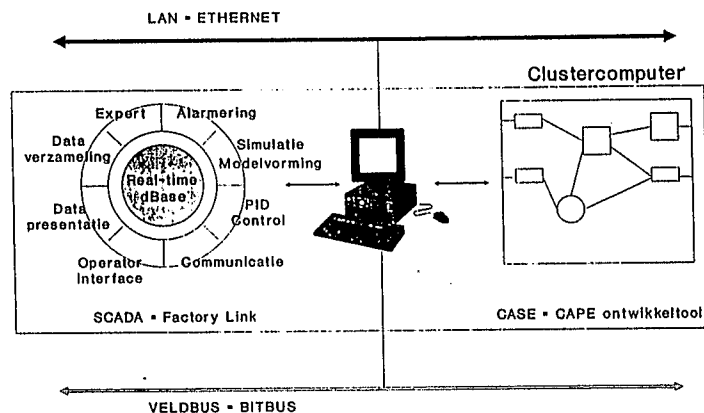 LAN - ETHERNET
Clustercomputer
Expert
Alarmering
Data
verzameling
Simulatie
Modelvorming
Real-time
dBase
Data
presentatie
PID
Control
Operator
Interface
Communicatie
SCADA - Factory Link
CASE - CAPE ontwikkeltool
VELDBUS - BITBUS